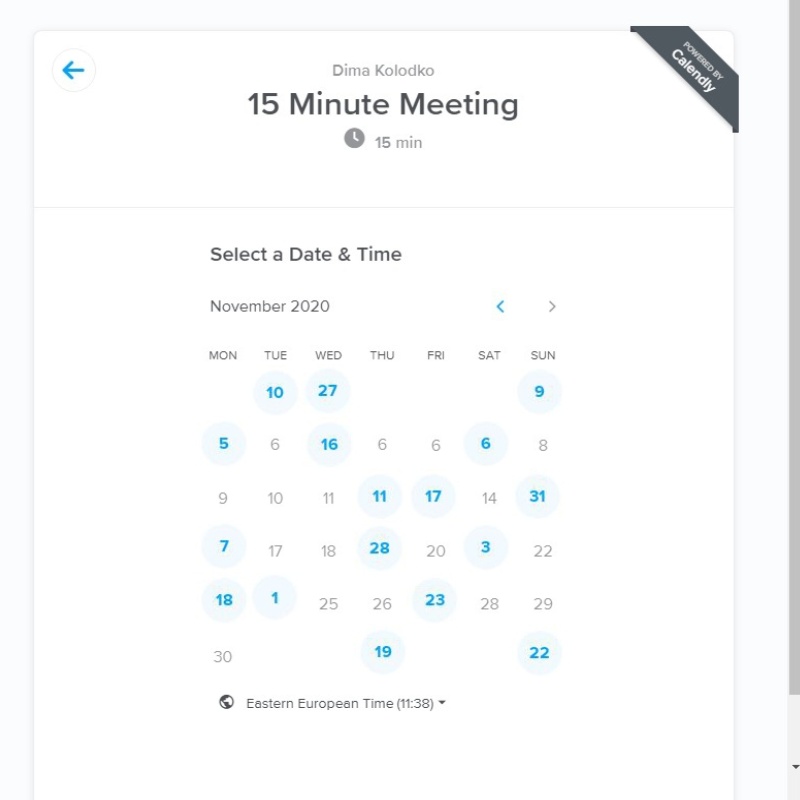 POWERED BY
Calendly
Dima Kolodko
15 Minute Meeting
15 min
Select a Date & Time
November 2020
MON TUE WED THU FRI SAT SUN
10 27 9
5 6 16 6 6 6 8
9 10 11 11 17 14 31
7 17 18 28 20 3 22
18 1 25 26 23 28 29
30 19 22
Eastern European Time (11:38)